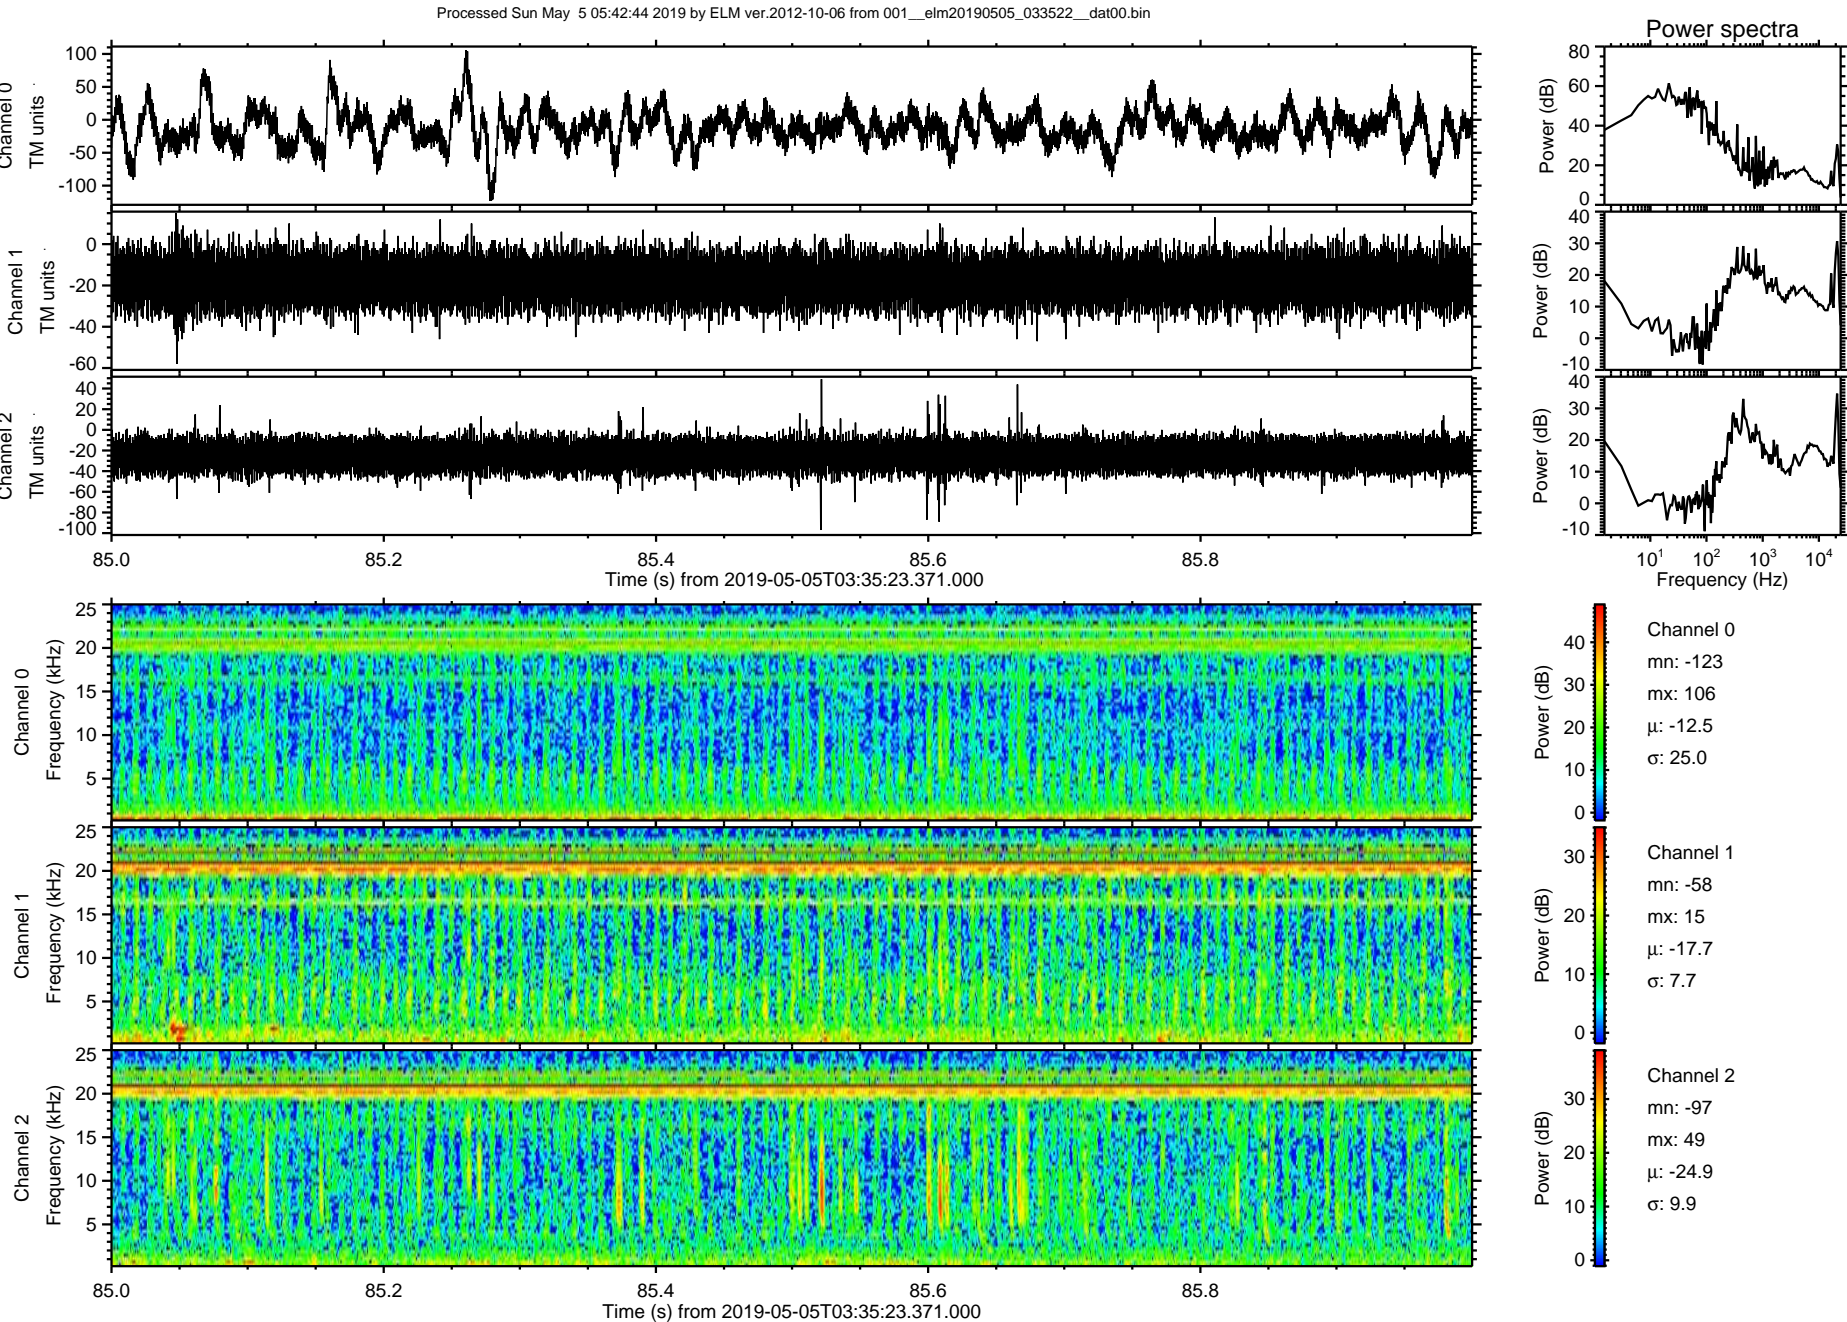 Processed Sun May  5 05:42:44 2019 by ELM ver.2012-10-06 from 001__elm20190505_033522__dat00.bin
Power spectra
Channel 0
TM units
100
50
0
-50
-100
Power (dB)
80
60
40
20
0
Channel 1
TM units
0
-20
-40
-60
Power (dB)
40
30
20
10
0
-10
Channel 2
TM units
40
20
0
-20
-40
-60
-80
-100
Power (dB)
40
30
20
10
0
-10
85.0 85.2 85.4 85.6 85.8
Time (s) from 2019-05-05T03:35:23.371.000
10¹ 10² 10³ 10⁴
Frequency (Hz)
Channel 0
Frequency (kHz)
25
20
15
10
5
Power (dB)
40
30
20
10
0
Channel 0
mn: -123
mx: 106
μ: -12.5
σ: 25.0
Channel 1
Frequency (kHz)
25
20
15
10
5
Power (dB)
30
20
10
0
Channel 1
mn: -58
mx: 15
μ: -17.7
σ: 7.7
Channel 2
Frequency (kHz)
25
20
15
10
5
Power (dB)
30
20
10
0
Channel 2
mn: -97
mx: 49
μ: -24.9
σ: 9.9
85.0 85.2 85.4 85.6 85.8
Time (s) from 2019-05-05T03:35:23.371.000